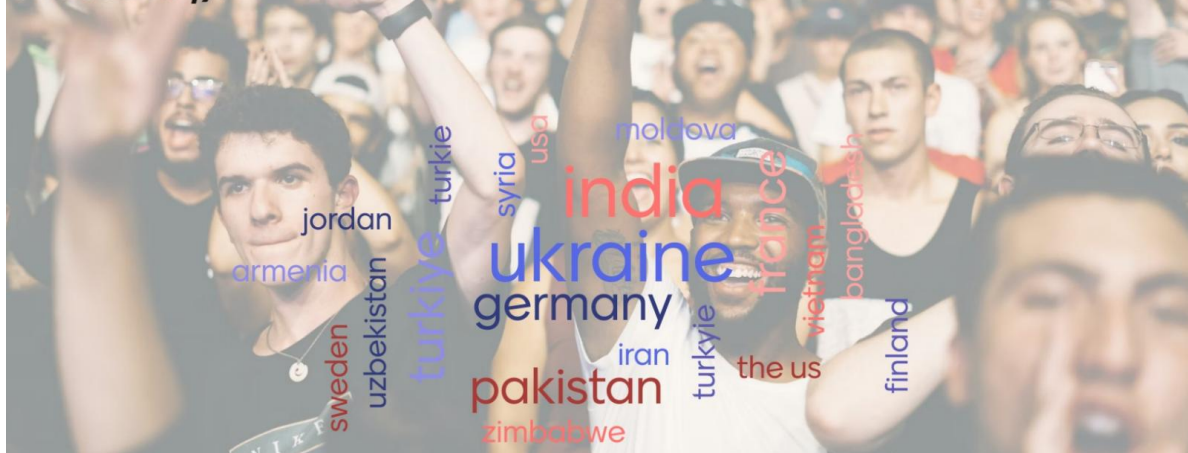 moldova
usa
turkie
syria
india
france
bangladesh
jordan
ukraine
armenia
turkiye
uzbekistan
germany
vietnam
sweden
iran
turkyie
the us
finland
pakistan
zimbabwe